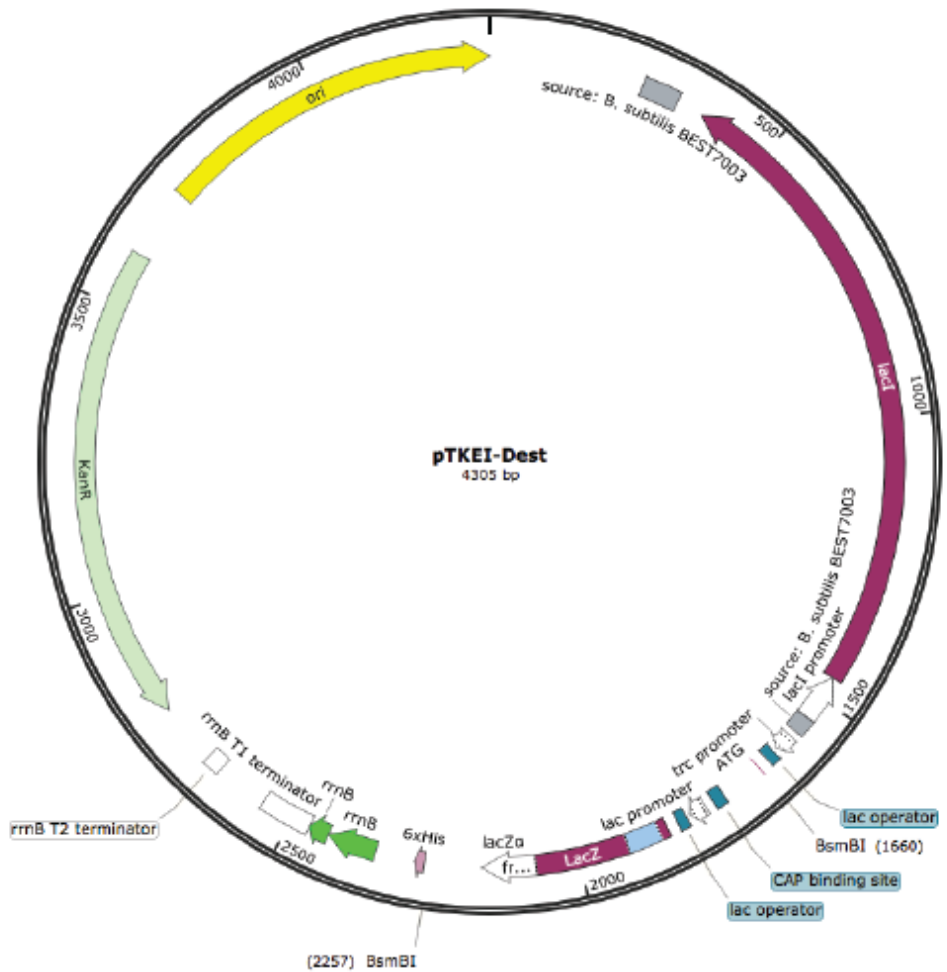 4000
ori
source: B. subtilis BEST7003
500
3500
lacI
1000
KanR
pTKEI-Dest
4305 bp
source: B. subtilis BEST7003
lacI promoter
3000
1500
rrnB T1 terminator
trc promoter
ATG
rrnB
lac promoter
rrnB T2 terminator
rrnB
6xHis
lacZα
LacZ
fr...
lac operator
2500
BsmBI (1660)
2000
CAP binding site
lac operator
(2257) BsmBI